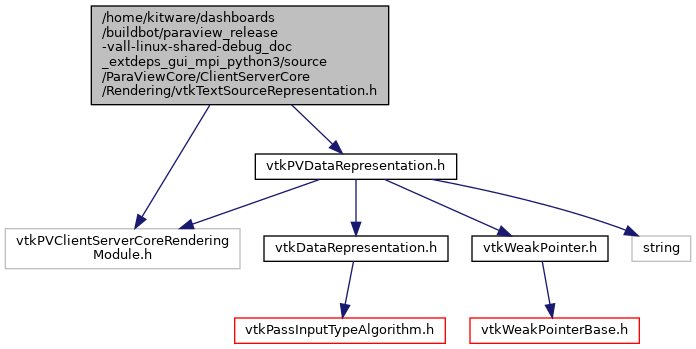 /home/kitware/dashboards
/buildbot/paraview_release
-vall-linux-shared-debug_doc
_extdeps_gui_mpi_python3/source
/ParaViewCore/ClientServerCore
/Rendering/vtkTextSourceRepresentation.h
vtkPVDataRepresentation.h
vtkPVClientServerCoreRendering
Module.h
vtkDataRepresentation.h
vtkWeakPointer.h
string
vtkPassInputTypeAlgorithm.h
vtkWeakPointerBase.h